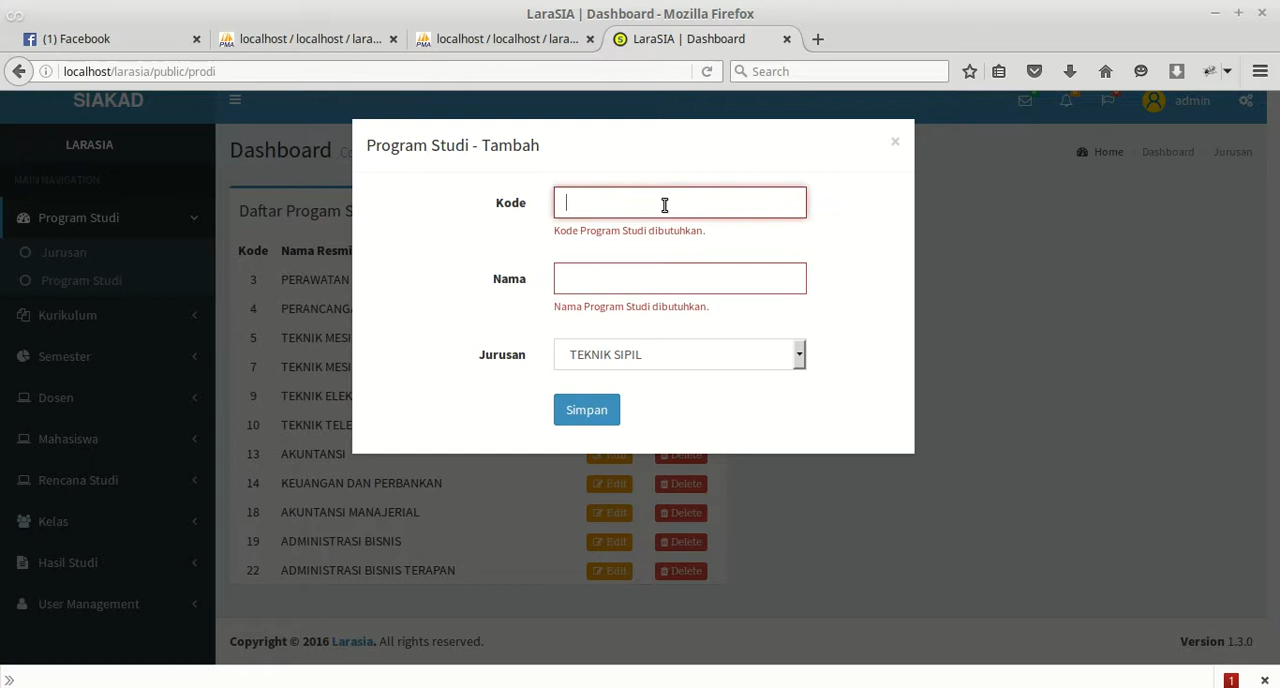 LaraSIA | Dashboard - Mozilla Firefox
(1) Facebook
localhost / localhost / lara...
localhost / localhost / lara...
LaraSIA | Dashboard
localhost/larasia/public/prodi
Search
SIAKAD
admin
LARASIA
MAIN NAVIGATION
Program Studi
Jurusan
Program Studi
Kurikulum
Semester
Dosen
Mahasiswa
Rencana Studi
Kelas
Hasil Studi
User Management
Dashboard
Home
Dashboard
Jurusan
Daftar Progam S
Kode Nama Resmi
3 PERAWATAN
4 PERANCANGA
5 TEKNIK MESI
7 TEKNIK MESI
9 TEKNIK ELEK
10 TEKNIK TELE
13 AKUNTANSI Edit Delete
14 KEUANGAN DAN PERBANKAN Edit Delete
18 AKUNTANSI MANAJERIAL Edit Delete
19 ADMINISTRASI BISNIS Edit Delete
22 ADMINISTRASI BISNIS TERAPAN Edit Delete
Program Studi - Tambah
×
Kode
Kode Program Studi dibutuhkan.
Nama
Nama Program Studi dibutuhkan.
Jurusan TEKNIK SIPIL
Simpan
Copyright © 2016 Larasia. All rights reserved.
Version 1.3.0
1